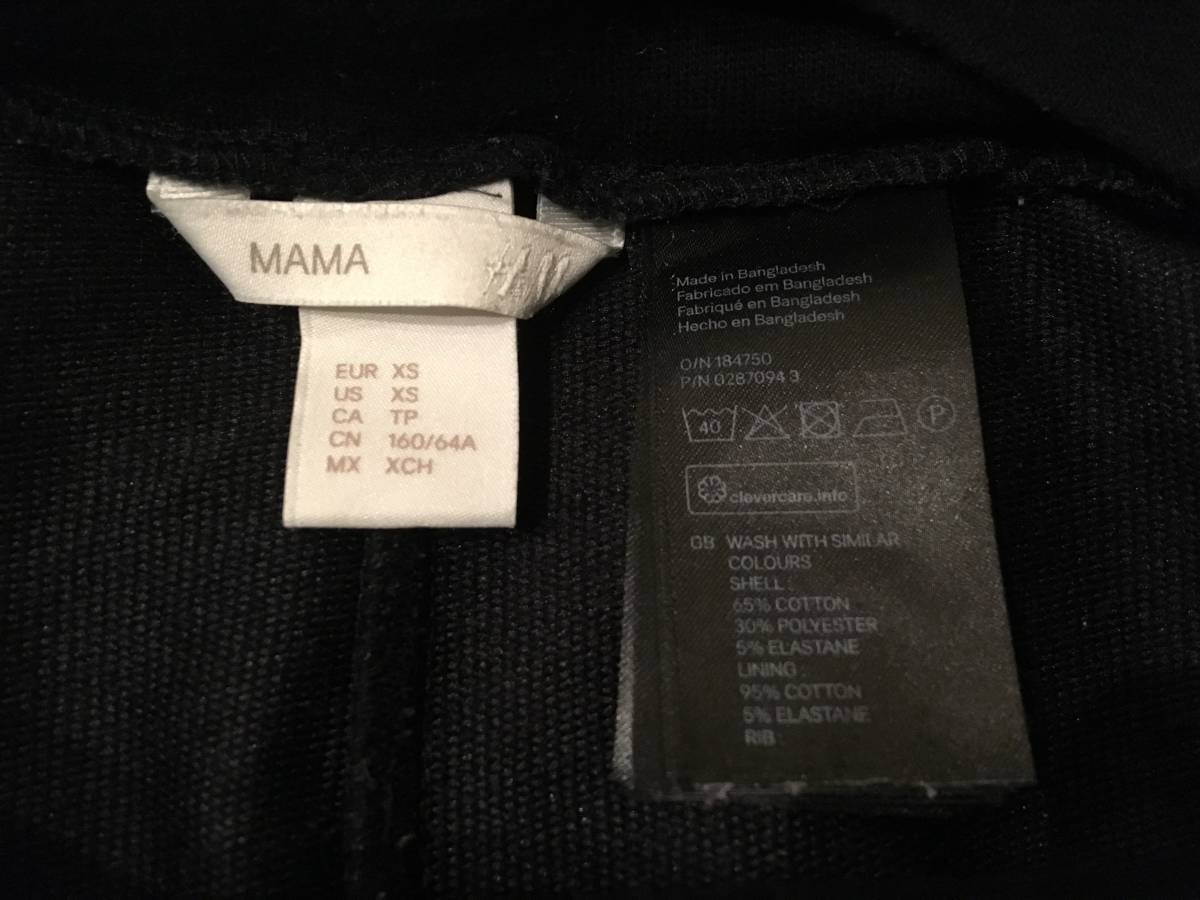 MAMA
EUR XS
US XS
CA TP
CN 160/64A
MX XCH
Made in Bangladesh
Fabricado em Bangladesh
Fabriqué en Bangladesh
Hecho en Bangladesh
O/N 184750
P/N 0287094 3
40
P
clevercare.info
GB WASH WITH SIMILAR
COLOURS
SHELL :
65% COTTON
30% POLYESTER
5% ELASTANE
LINING :
95% COTTON
5% ELASTANE
RIB :